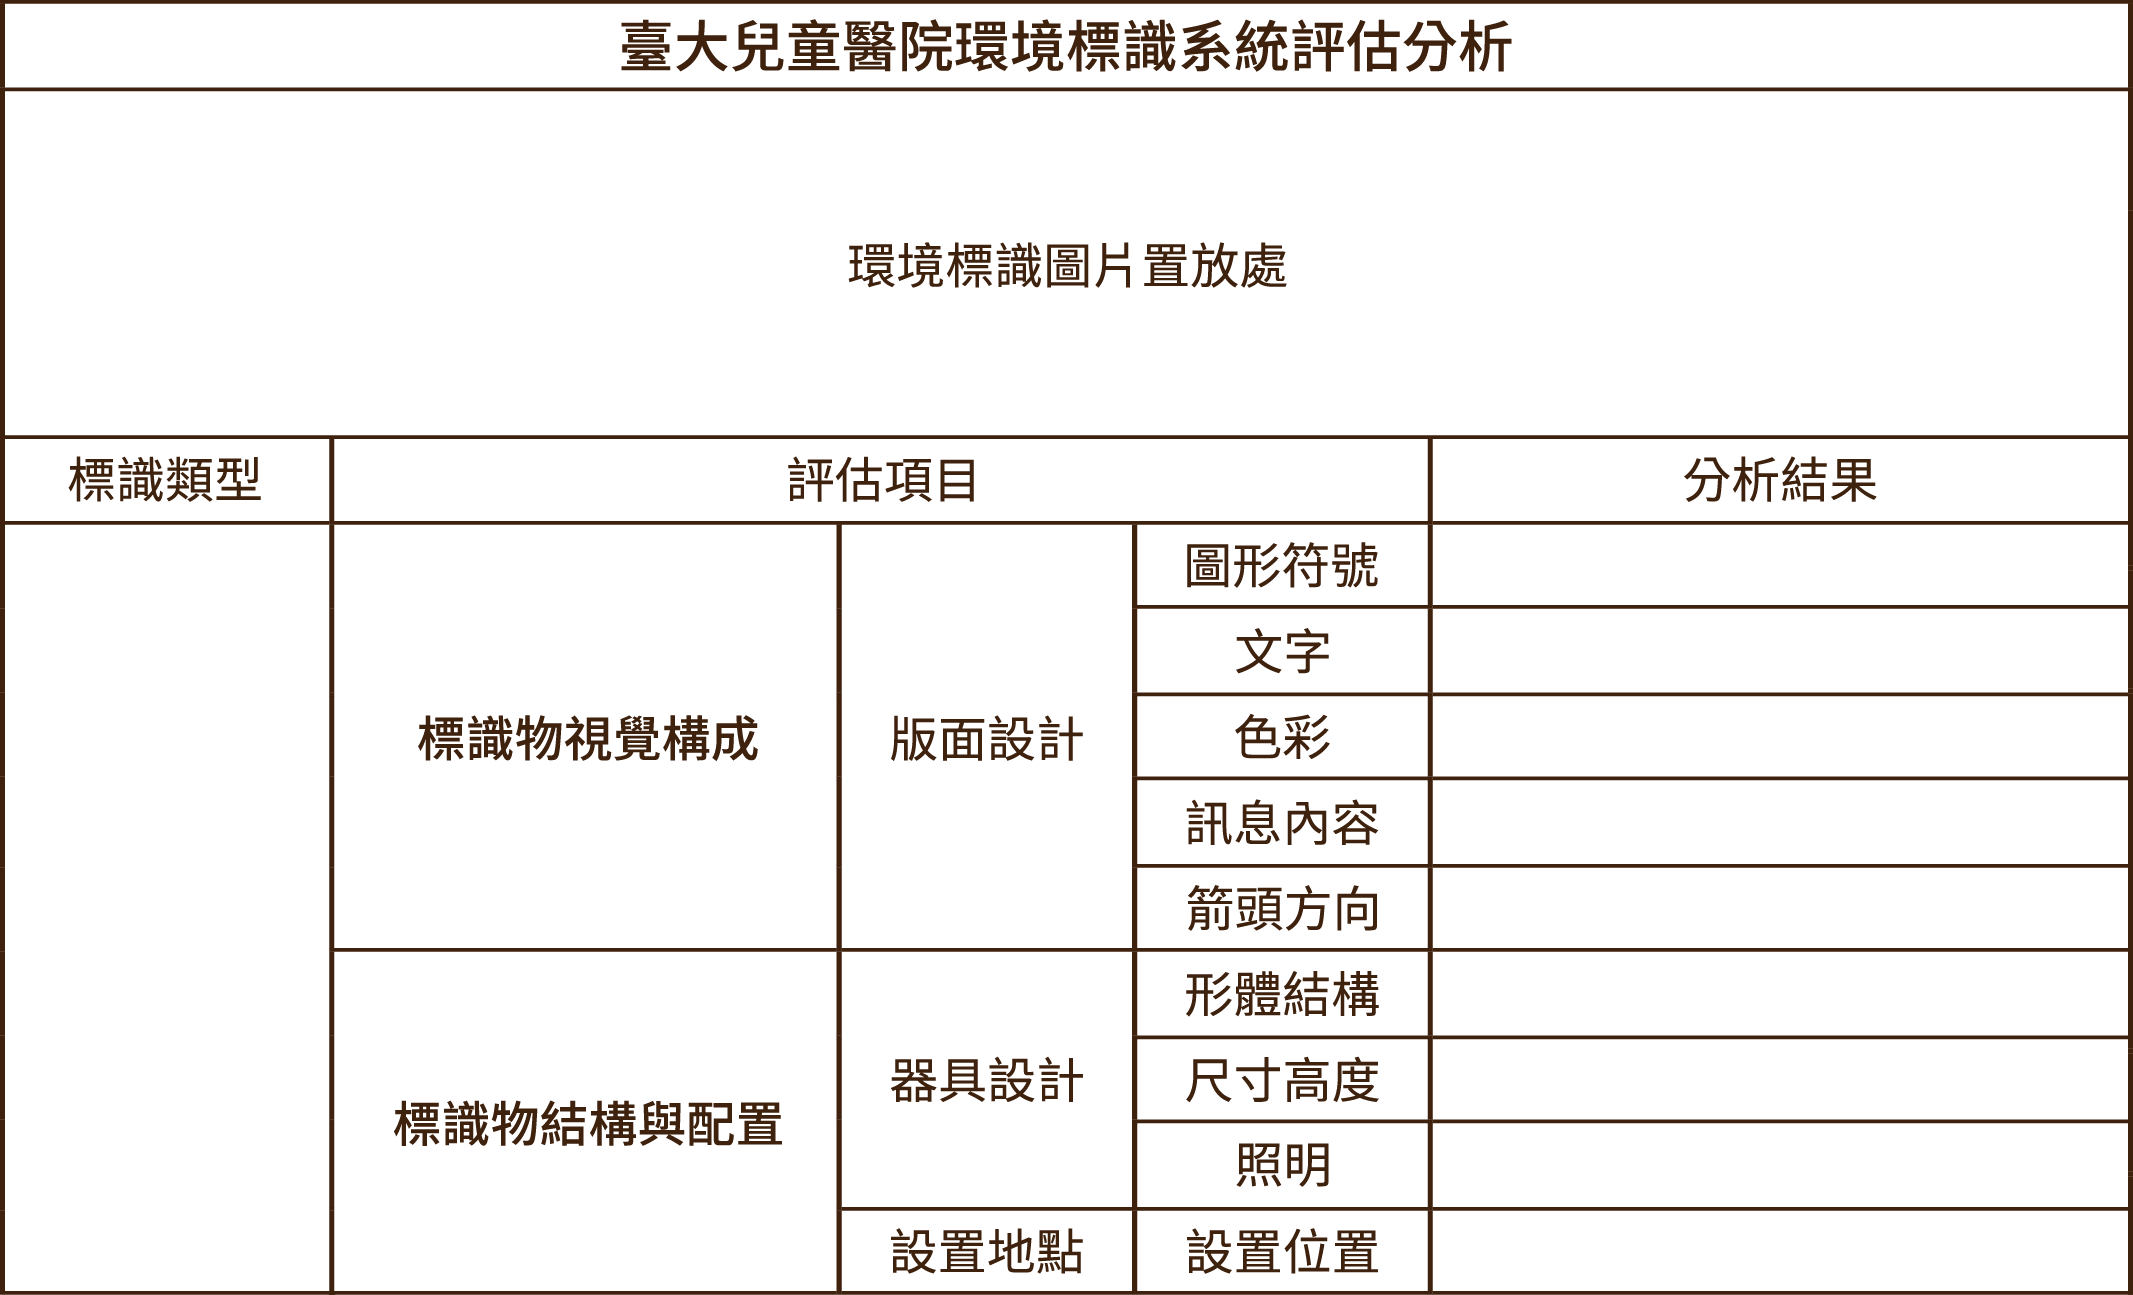 臺大兒童醫院環境標識系統評估分析
環境標識圖片置放處
標識類型
評估項目
分析結果
標識物視覺構成
版面設計
圖形符號
文字
色彩
訊息內容
箭頭方向
標識物結構與配置
器具設計
形體結構
尺寸高度
照明
設置地點
設置位置